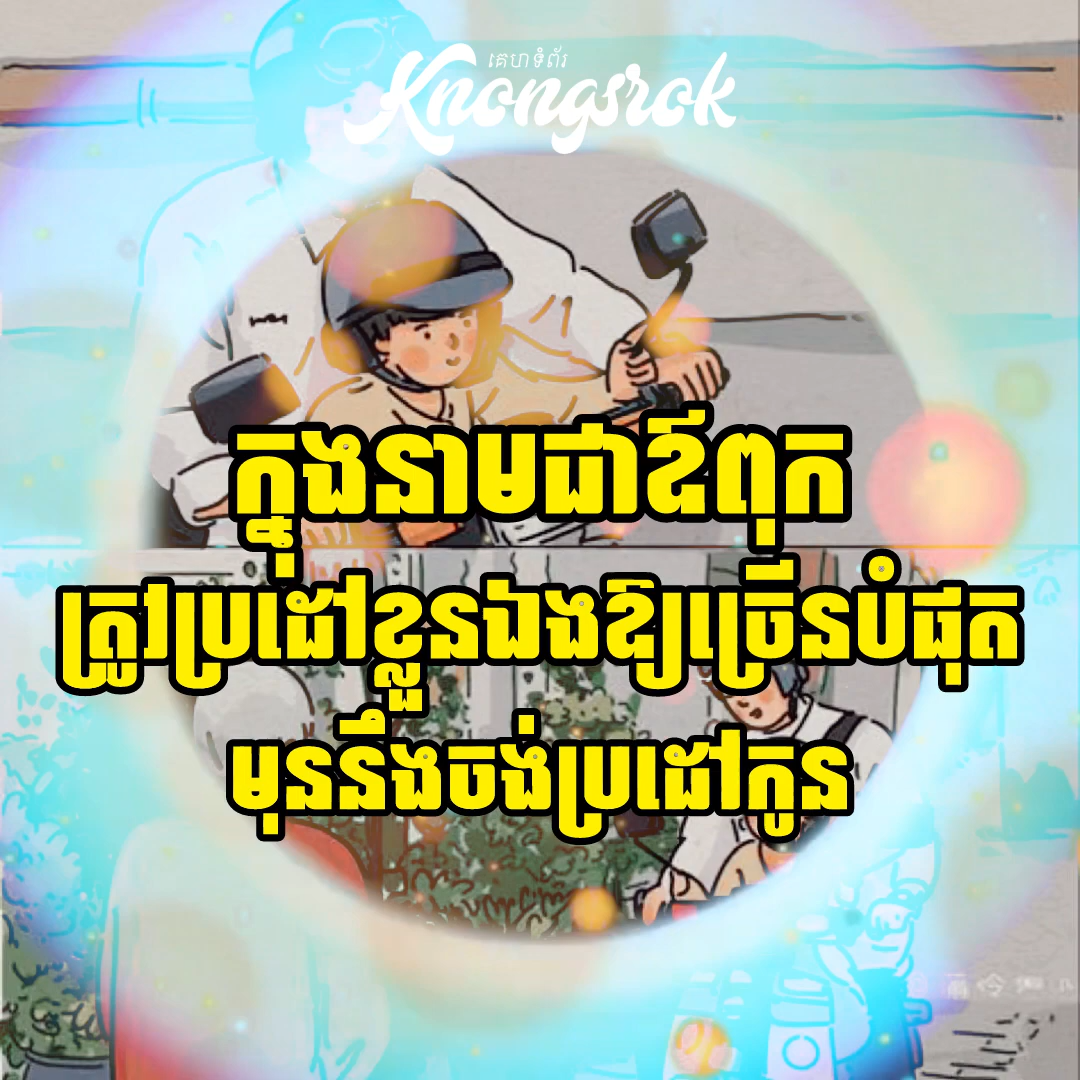 គេហទំព័រ
Knongsrok
ក្នុងនាមជាឪពុក
ត្រូវប្រដៅខ្លួនឯងឱ្យច្រើនបំផុត
មុននឹងចង់ប្រដៅកូន